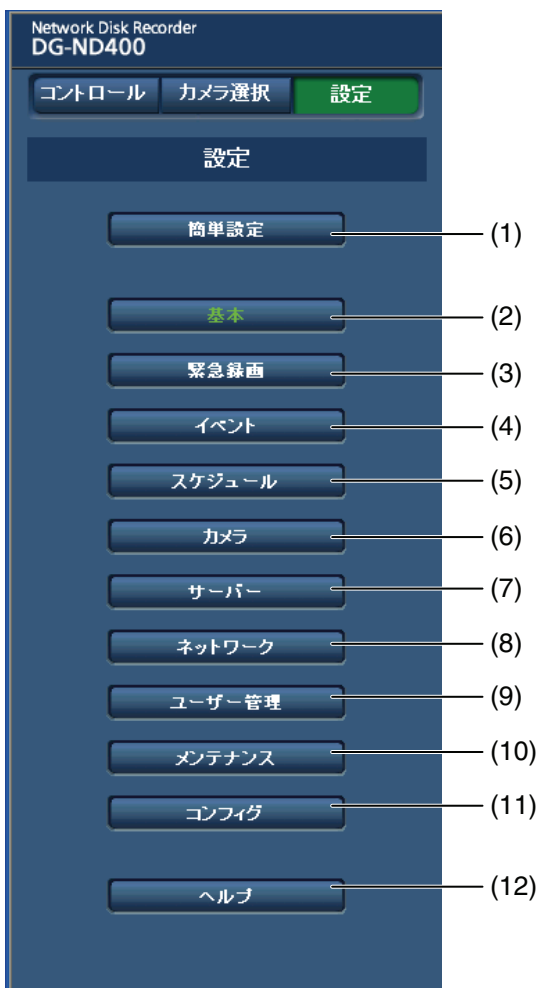 Network Disk Recorder
DG-ND400
コントロール カメラ選択 設定
設定
簡単設定 (1)
基本 (2)
緊急録画 (3)
イベント (4)
スケジュール (5)
カメラ (6)
サーバー (7)
ネットワーク (8)
ユーザー管理 (9)
メンテナンス (10)
コンフィグ (11)
ヘルプ (12)